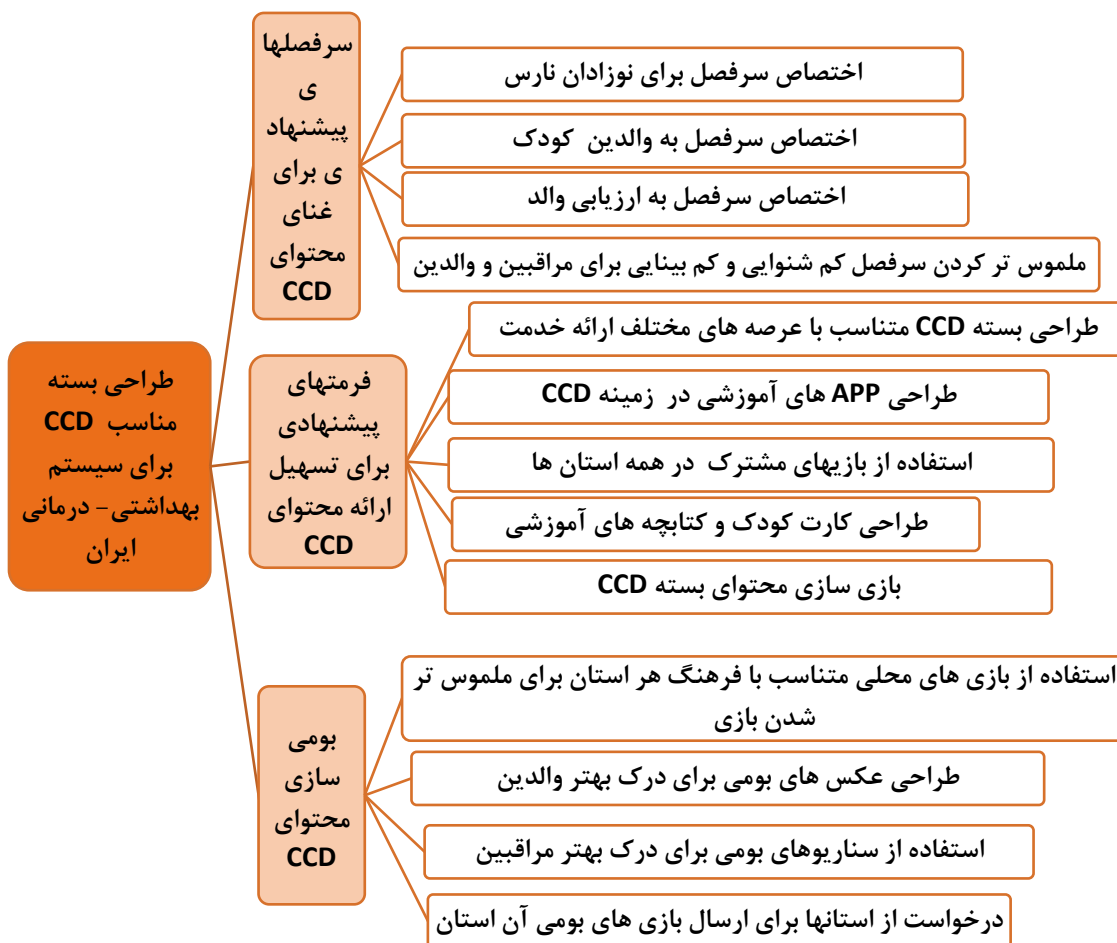 طراحی بسته
مناسب CCD
برای سیستم
بهداشتی- درمانی
ایران
سرفصلها
ی
پیشنهاد
ی برای
غنای
محتوای
CCD
اختصاص سرفصل برای نوزادان نارس
اختصاص سرفصل به والدین کودک
اختصاص سرفصل به ارزیابی والد
ملموس تر کردن سرفصل کم شنوایی و کم بینایی برای مراقبین و والدین
فرمتهای
پیشنهادی
برای تسهیل
ارائه محتوای
CCD
طراحی بسته CCD متناسب با عرصه های مختلف ارائه خدمت
طراحی APP های آموزشی در زمینه CCD
استفاده از بازیهای مشترک در همه استان ها
طراحی کارت کودک و کتابچه های آموزشی
بازی سازی محتوای بسته CCD
بومی
سازی
محتوای
CCD
استفاده از بازی های محلی متناسب با فرهنگ هر استان برای ملموس تر
شدن بازی
طراحی عکس های بومی برای درک بهتر والدین
استفاده از سناریوهای بومی برای درک بهتر مراقبین
درخواست از استانها برای ارسال بازی های بومی آن استان